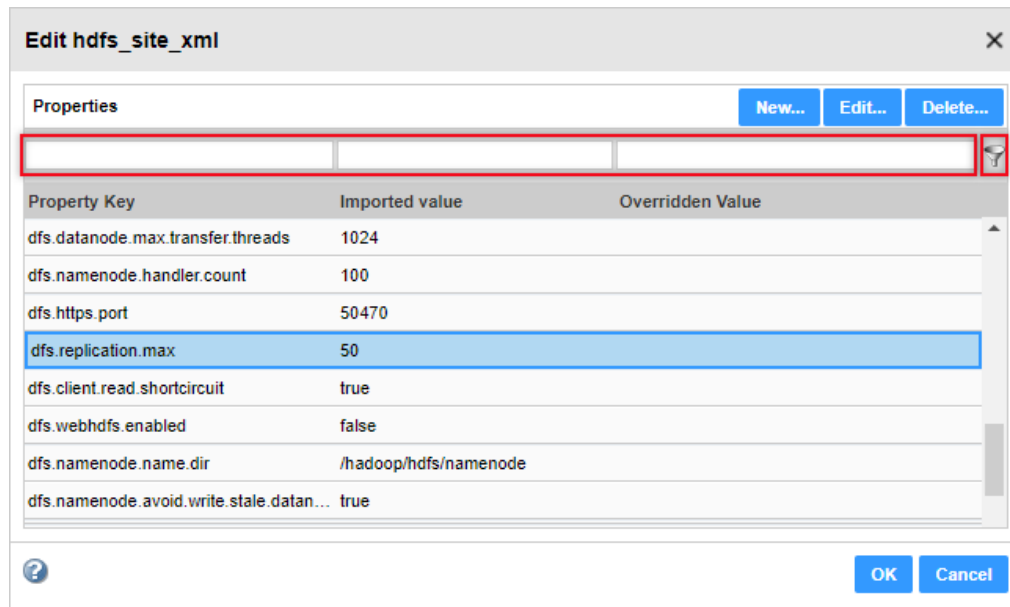 Edit hdfs_site_xml
Properties New... Edit... Delete...
Property Key Imported value Overridden Value
dfs.datanode.max.transfer.threads 1024
dfs.namenode.handler.count 100
dfs.https.port 50470
dfs.replication.max 50
dfs.client.read.shortcircuit true
dfs.webhdfs.enabled false
dfs.namenode.name.dir /hadoop/hdfs/namenode
dfs.namenode.avoid.write.stale.datan... true
OK Cancel